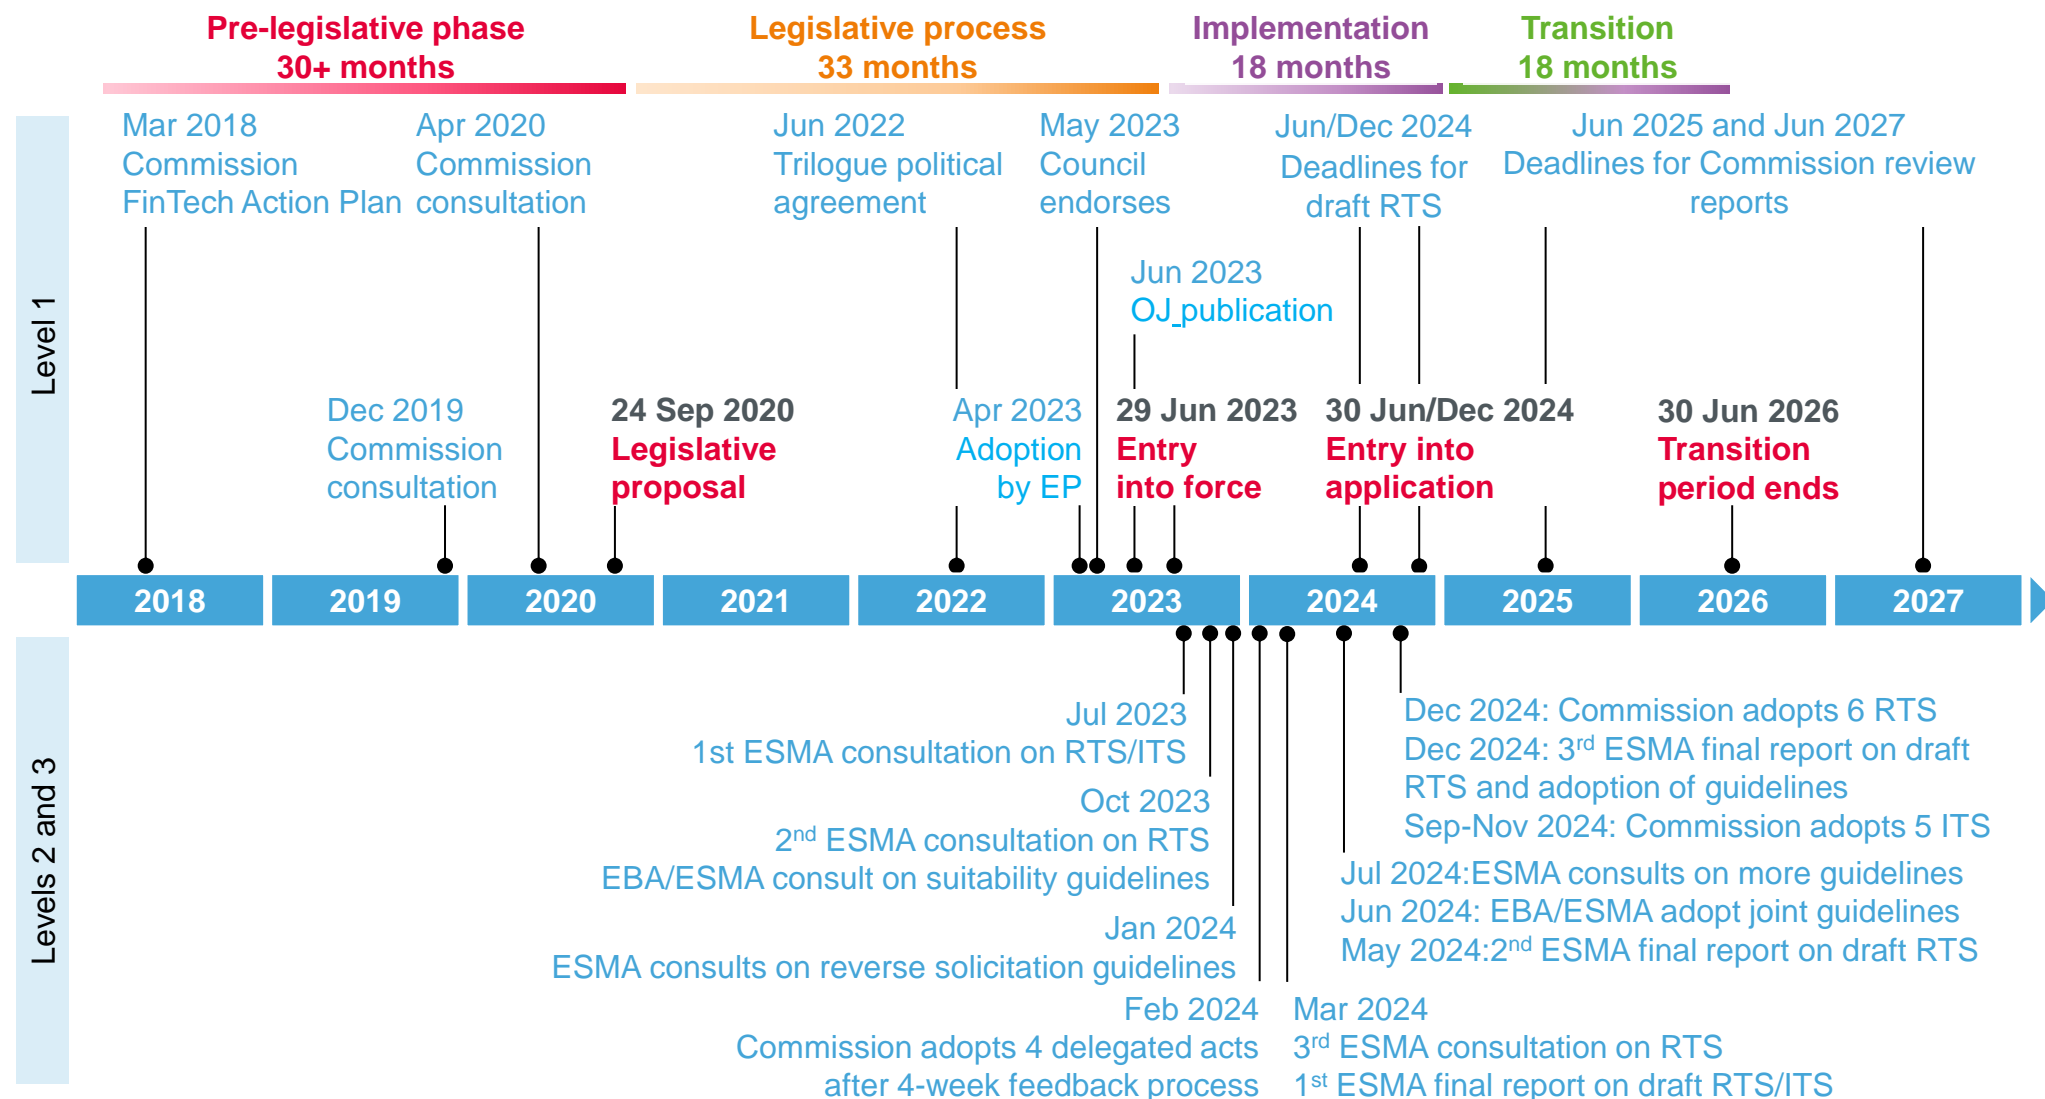 Pre-legislative phase
30+ months
Legislative process
33 months
Implementation
18 months
Transition
18 months
Level 1
Mar 2018
Commission
FinTech Action Plan
Apr 2020
Commission
consultation
Jun 2022
Trilogue political
agreement
May 2023
Council
endorses
Jun/Dec 2024
Deadlines for
draft RTS
Jun 2025 and Jun 2027
Deadlines for Commission review
reports
Jun 2023
OJ publication
Dec 2019
Commission
consultation
24 Sep 2020
Legislative
proposal
Apr 2023
Adoption
by EP
29 Jun 2023
Entry
into force
30 Jun/Dec 2024
Entry into
application
30 Jun 2026
Transition
period ends
2018
2019
2020
2021
2022
2023
2024
2025
2026
2027
Levels 2 and 3
Jul 2023
1st ESMA consultation on RTS/ITS
Oct 2023
2nd ESMA consultation on RTS
EBA/ESMA consult on suitability guidelines
Jan 2024
ESMA consults on reverse solicitation guidelines
Feb 2024
Commission adopts 4 delegated acts
after 4-week feedback process
Mar 2024
3rd ESMA consultation on RTS
1st ESMA final report on draft RTS/ITS
Dec 2024: Commission adopts 6 RTS
Dec 2024: 3rd ESMA final report on draft
RTS and adoption of guidelines
Sep-Nov 2024: Commission adopts 5 ITS
Jul 2024:ESMA consults on more guidelines
Jun 2024: EBA/ESMA adopt joint guidelines
May 2024:2nd ESMA final report on draft RTS